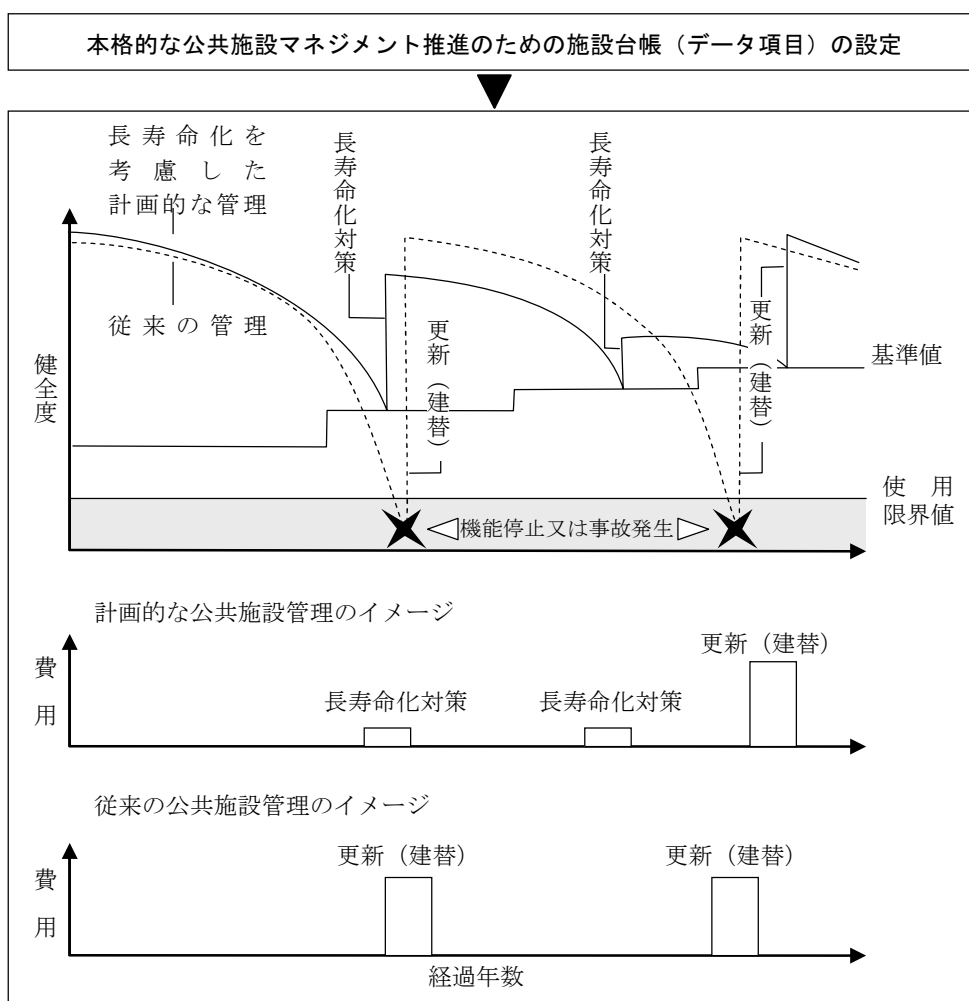 本格的な公共施設マネジメント推進のための施設台帳（データ項目）の設定
長寿命化を
考慮した
計画的な管理
従来の管理
長寿命化対策
更新（建替）
長寿命化対策
更新（建替）
健全度
基準値
使用
限界値
機能停止又は事故発生
計画的な公共施設管理のイメージ
費用
長寿命化対策
長寿命化対策
更新（建替）
従来の公共施設管理のイメージ
費用
更新（建替）
更新（建替）
経過年数